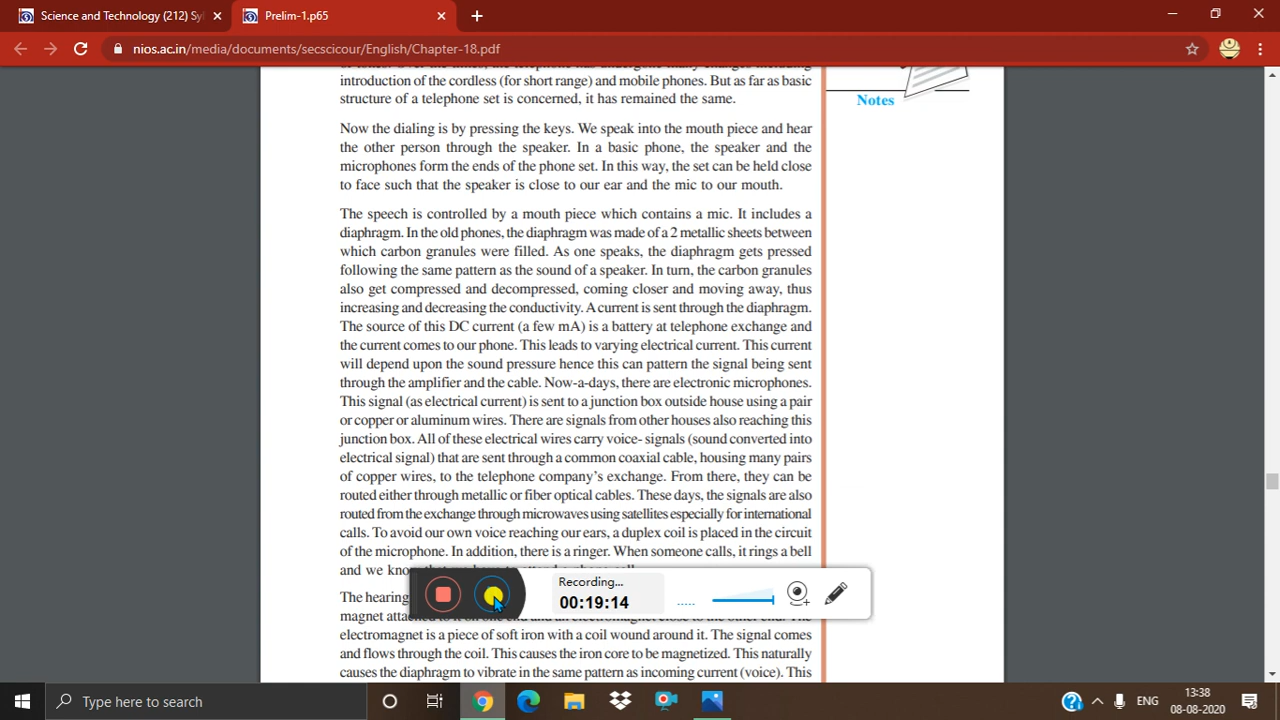 Science and Technology (212) Syl
Prelim-1.p65
nios.ac.in/media/documents/secscicour/English/Chapter-18.pdf
introduction of the cordless (for short range) and mobile phones. But as far as basic
structure of a telephone set is concerned, it has remained the same.
Notes
Now the dialing is by pressing the keys. We speak into the mouth piece and hear
the other person through the speaker. In a basic phone, the speaker and the
microphones form the ends of the phone set. In this way, the set can be held close
to face such that the speaker is close to our ear and the mic to our mouth.
The speech is controlled by a mouth piece which contains a mic. It includes a
diaphragm. In the old phones, the diaphragm was made of a 2 metallic sheets between
which carbon granules were filled. As one speaks, the diaphragm gets pressed
following the same pattern as the sound of a speaker. In turn, the carbon granules
also get compressed and decompressed, coming closer and moving away, thus
increasing and decreasing the conductivity. A current is sent through the diaphragm.
The source of this DC current (a few mA) is a battery at telephone exchange and
the current comes to our phone. This leads to varying electrical current. This current
will depend upon the sound pressure hence this can pattern the signal being sent
through the amplifier and the cable. Now-a-days, there are electronic microphones.
This signal (as electrical current) is sent to a junction box outside house using a pair
or copper or aluminum wires. There are signals from other houses also reaching this
junction box. All of these electrical wires carry voice- signals (sound converted into
electrical signal) that are sent through a common coaxial cable, housing many pairs
of copper wires, to the telephone company's exchange. From there, they can be
routed either through metallic or fiber optical cables. These days, the signals are also
routed from the exchange through microwaves using satellites especially for international
calls. To avoid our own voice reaching our ears, a duplex coil is placed in the circuit
of the microphone. In addition, there is a ringer. When someone calls, it rings a bell
and we
Recording...
00:19:14
The hearing
magnet
electromagnet is a piece of soft iron with a coil wound around it. The signal comes
and flows through the coil. This causes the iron core to be magnetized. This naturally
causes the diaphragm to vibrate in the same pattern as incoming current (voice). This
Type here to search
ENG
13:38
08-08-2020